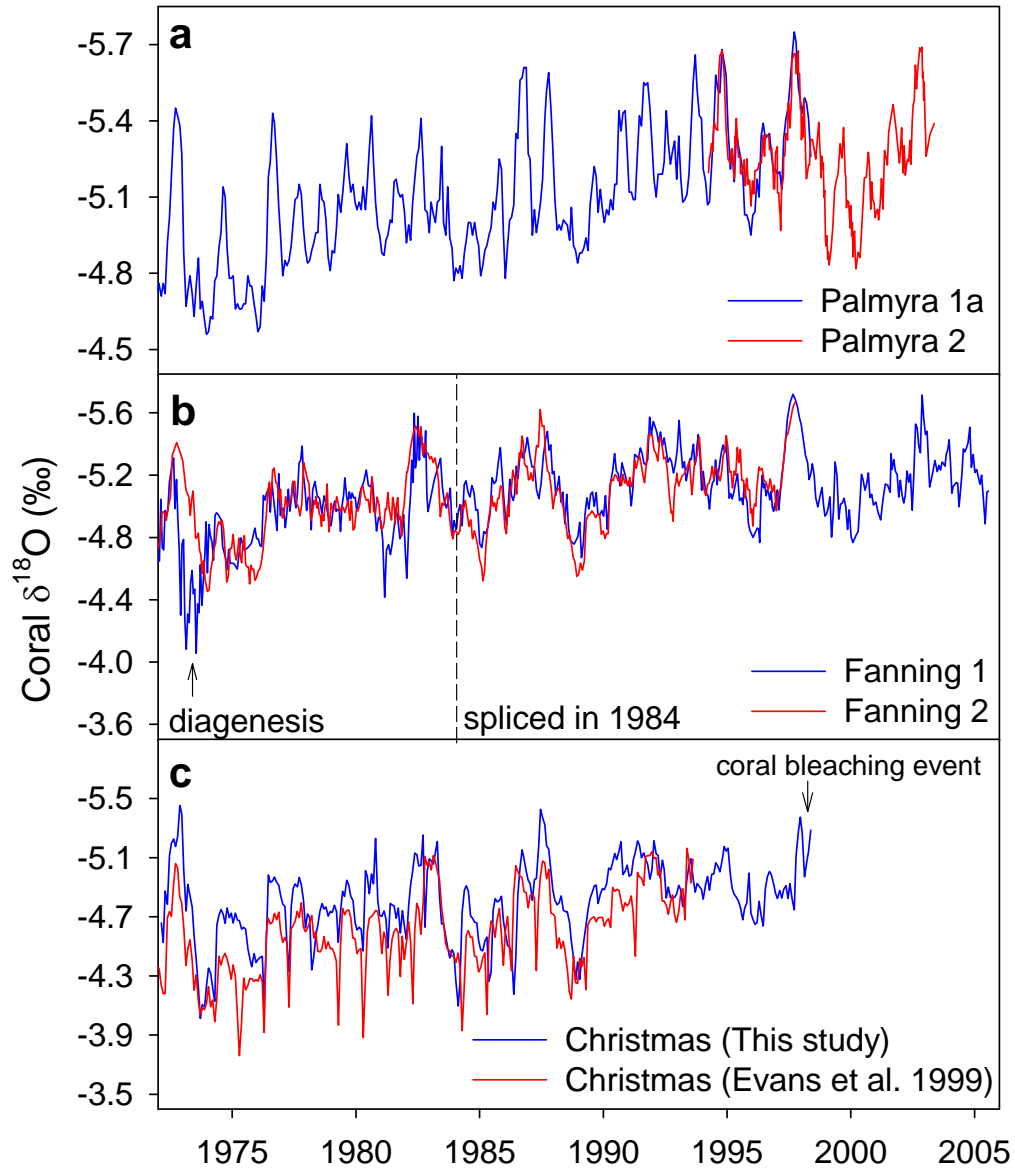 a
-5.7
-5.4
-5.1
-4.8
-4.5
Palmyra 1a
Palmyra 2
b
-5.6
-5.2
-4.8
-4.4
-4.0
-3.6
Coral δ¹⁸O (‰)
diagenesis
spliced in 1984
Fanning 1
Fanning 2
c
coral bleaching event
-5.5
-5.1
-4.7
-4.3
-3.9
-3.5
Christmas (This study)
Christmas (Evans et al. 1999)
1975 1980 1985 1990 1995 2000 2005